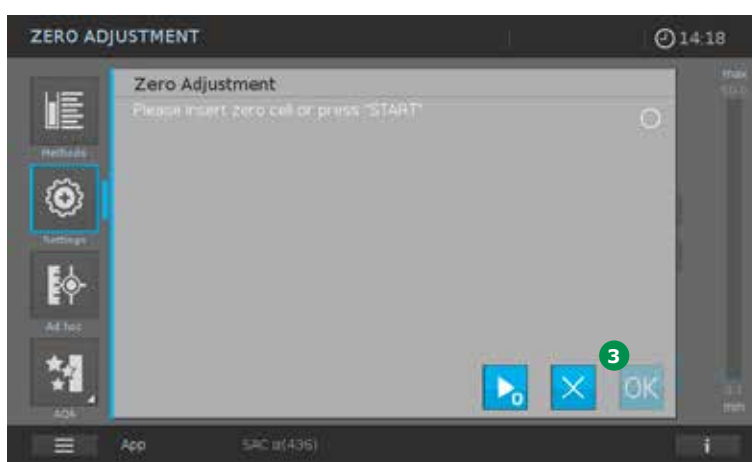 ZERO ADJUSTMENT
14:18
Zero Adjustment
Please insert zero cell or press "START"
Methods
Settings
Ad hoc
AQA
max
0
3
OK
min
App
SAC α(436)
i